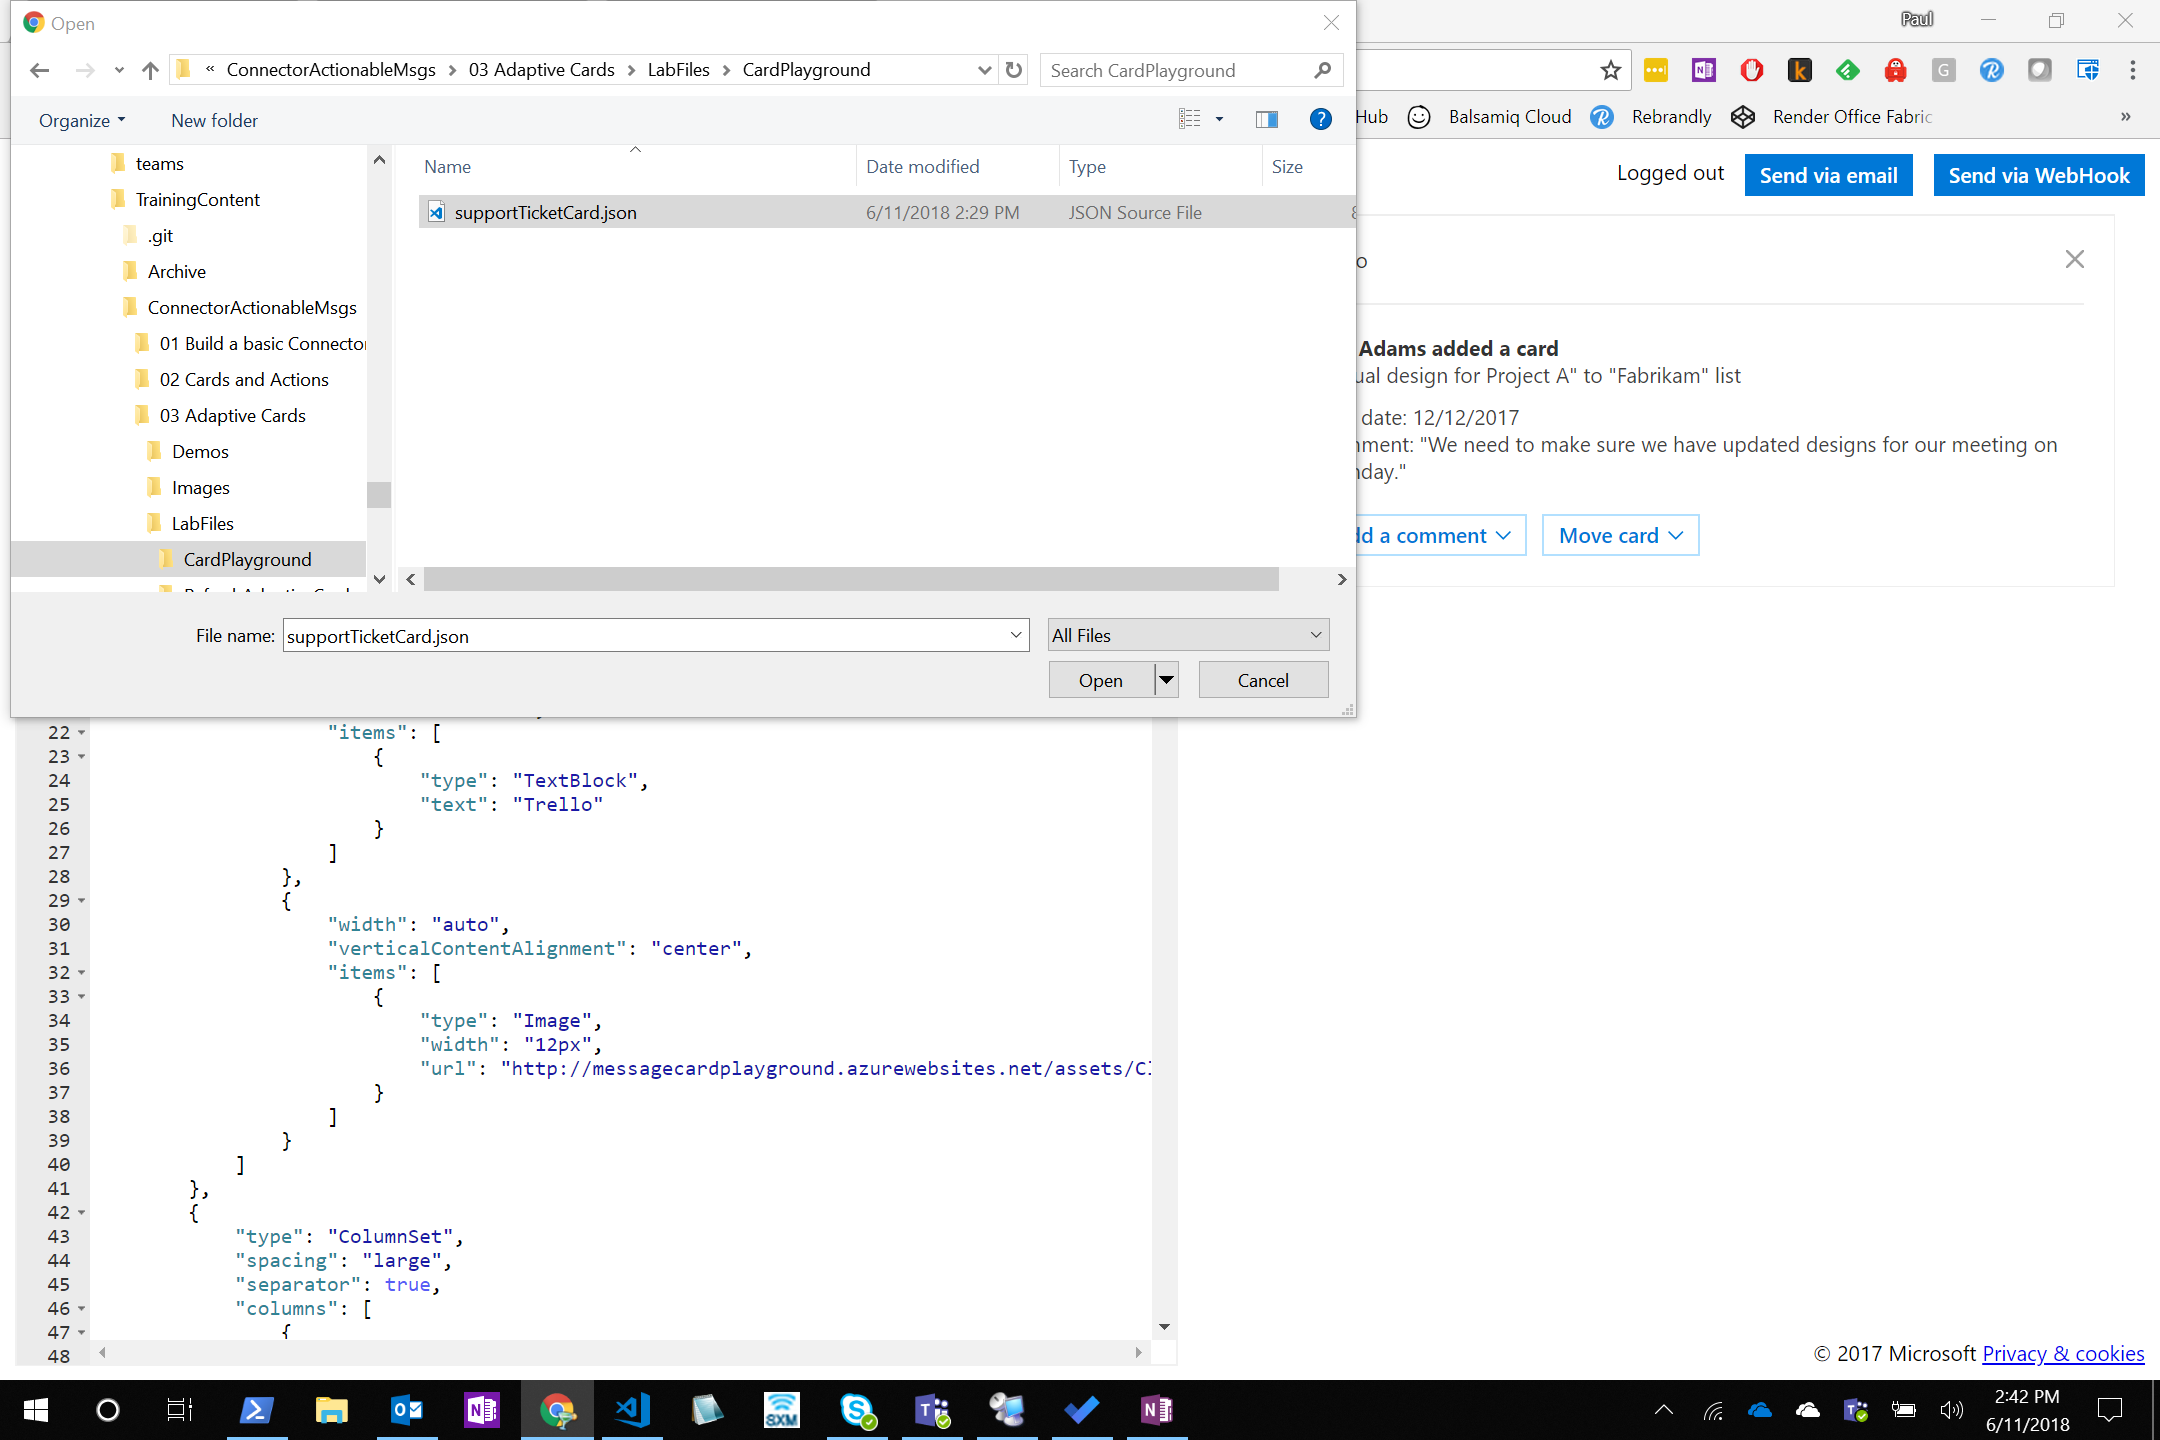 Open
Paul
« ConnectorActionableMsgs > 03 Adaptive Cards > LabFiles > CardPlayground
Search CardPlayground
Organize
New folder
Hub
Balsamiq Cloud
Rebrandly
Render Office Fabric
Logged out
Send via email
Send via WebHook
teams
TrainingContent
.git
Archive
ConnectorActionableMsgs
01 Build a basic Connector
02 Cards and Actions
03 Adaptive Cards
Demos
Images
LabFiles
CardPlayground
Name
Date modified
Type
Size
supportTicketCard.json
6/11/2018 2:29 PM
JSON Source File
File name:
supportTicketCard.json
All Files
Open
Cancel
o
Adams added a card
ual design for Project A" to "Fabrikam" list
date: 12/12/2017
ment: "We need to make sure we have updated designs for our meeting on
day."
dd a comment
Move card
22 "items": [
23 {
24 "type": "TextBlock",
25 "text": "Trello"
26 }
27 ]
28 },
29 {
30 "width": "auto",
31 "verticalContentAlignment": "center",
32 "items": [
33 {
34 "type": "Image",
35 "width": "12px",
36 "url": "http://messagecardplayground.azurewebsites.net/assets/Cl
37 }
38 ]
39 }
40 ]
41 },
42 {
43 "type": "ColumnSet",
44 "spacing": "large",
45 "separator": true,
46 "columns": [
47 {
48
© 2017 Microsoft Privacy & cookies
SXM
2:42 PM
6/11/2018